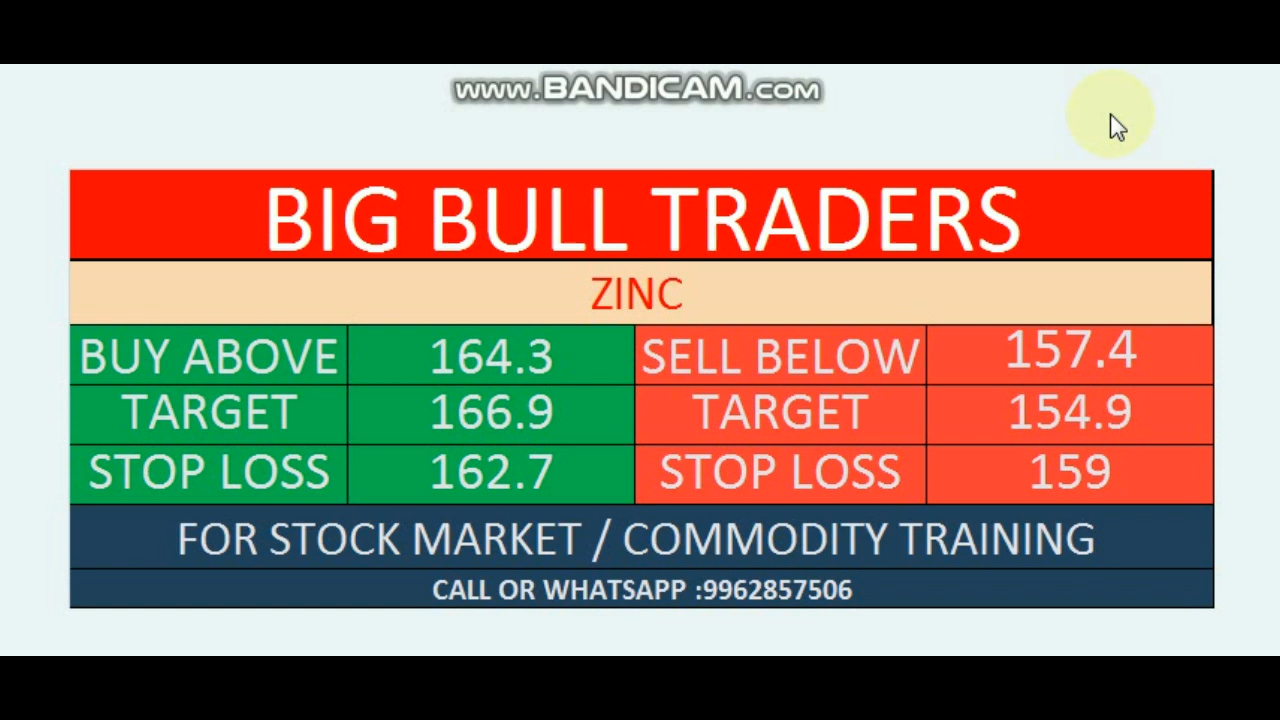 www.BANDICAM.com
BIG BULL TRADERS
ZINC
BUY ABOVE 164.3 SELL BELOW 157.4
TARGET 166.9 TARGET 154.9
STOP LOSS 162.7 STOP LOSS 159
FOR STOCK MARKET / COMMODITY TRAINING
CALL OR WHATSAPP :9962857506